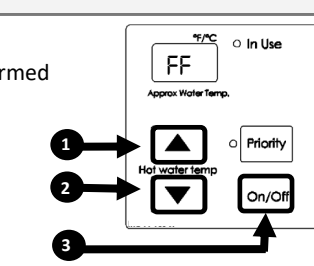 °F/°C
In Use
FF
rmed
Approx Water Temp.
1
Priority
Hot water temp
2
On/Off
3